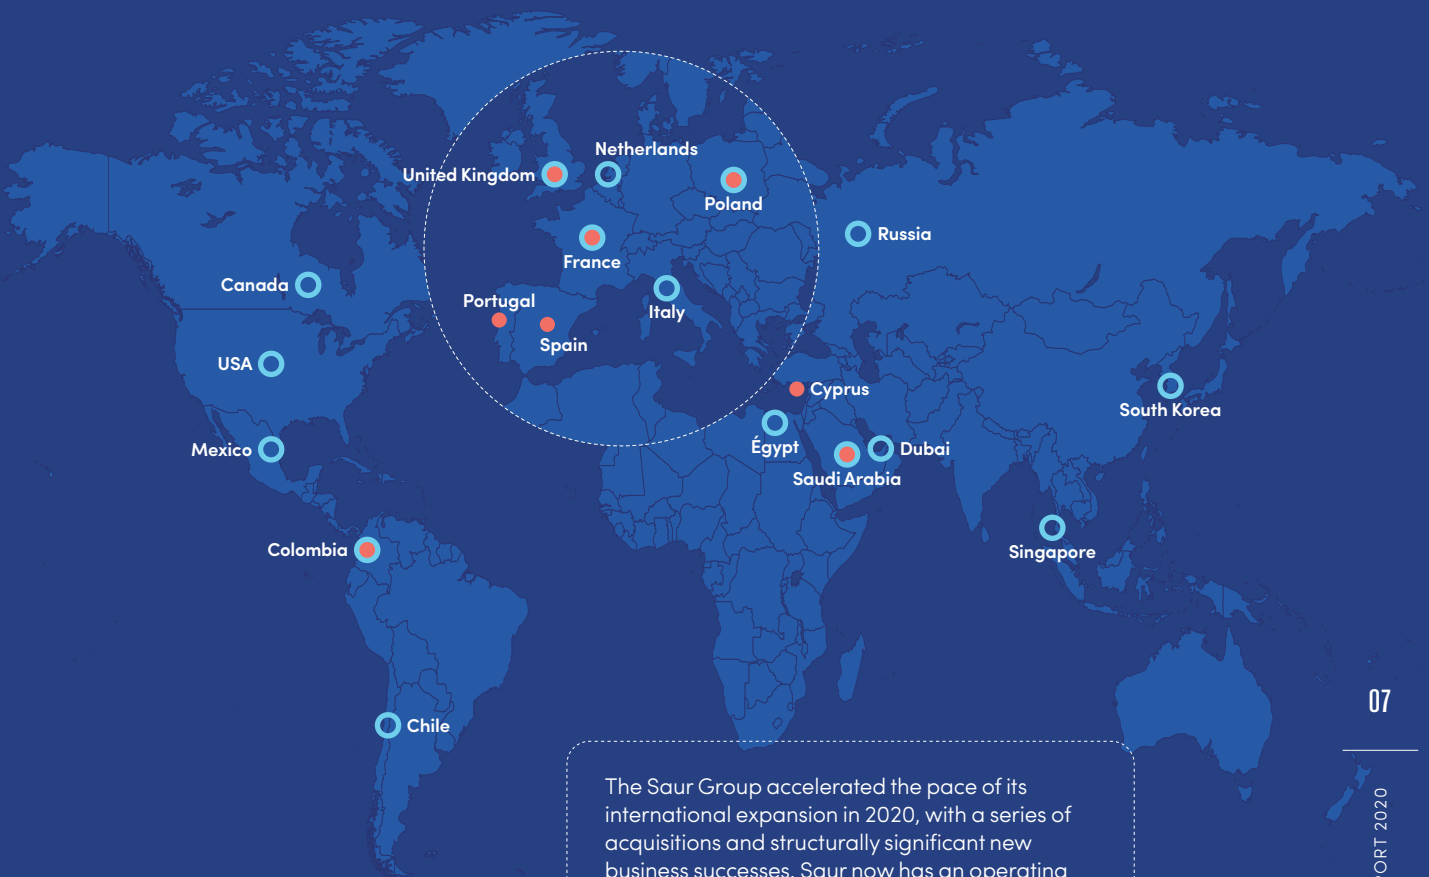 Netherlands
United Kingdom
Poland
Russia
France
Canada
Portugal
Italy
Spain
USA
Cyprus
South Korea
Mexico
Égypt
Dubai
Saudi Arabia
Colombia
Singapore
07
Chile
The Saur Group accelerated the pace of its
international expansion in 2020, with a series of
acquisitions and structurally significant new
business successes. Saur now has an operating
ORT 2020